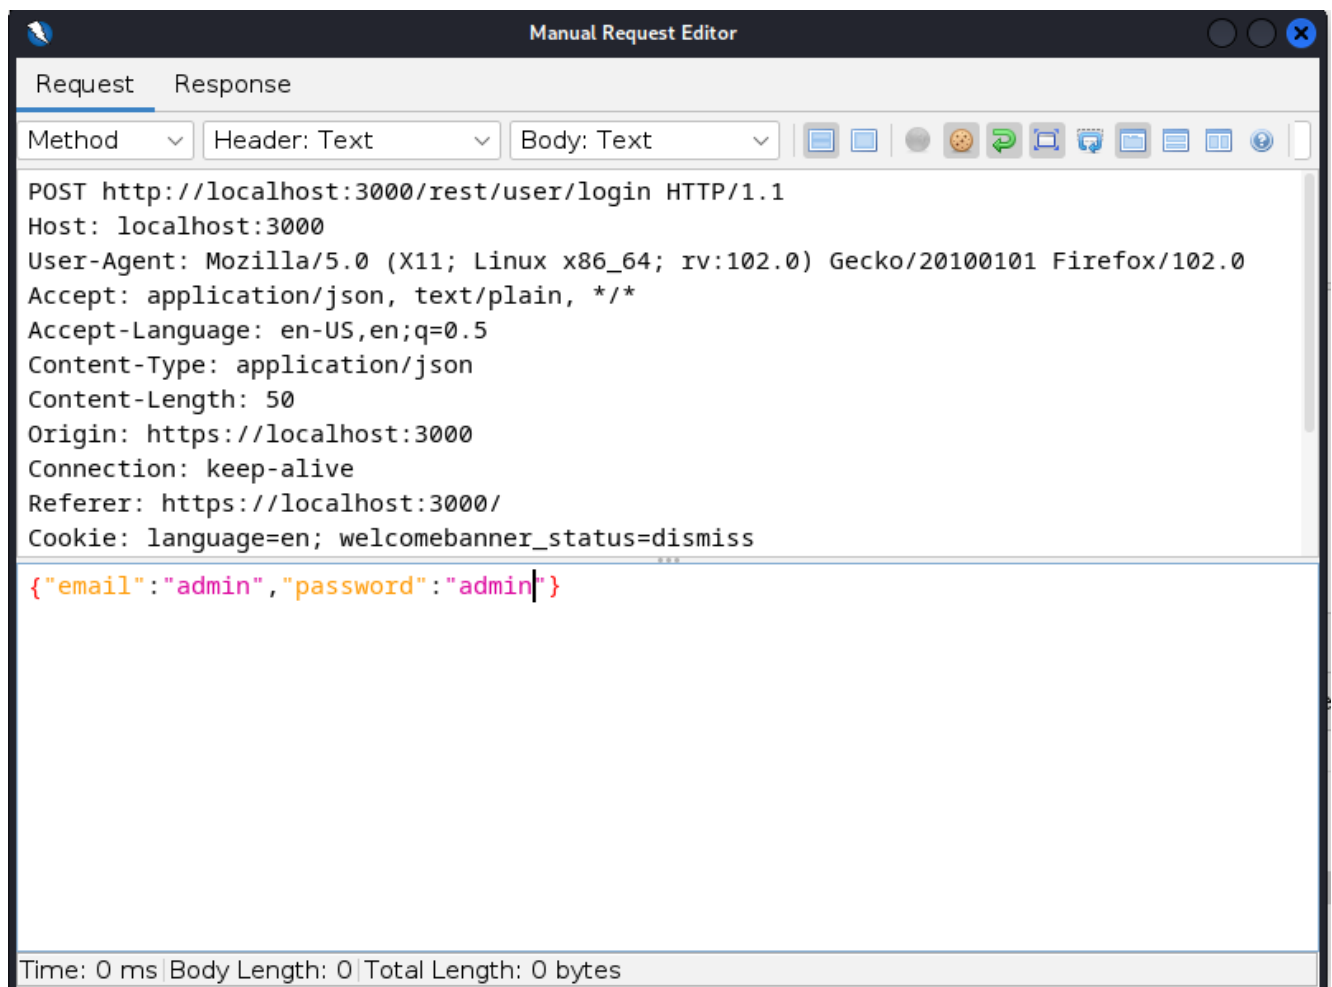 Manual Request Editor
Request Response
Method Header: Text Body: Text
POST http://localhost:3000/rest/user/login HTTP/1.1
Host: localhost:3000
User-Agent: Mozilla/5.0 (X11; Linux x86_64; rv:102.0) Gecko/20100101 Firefox/102.0
Accept: application/json, text/plain, */*
Accept-Language: en-US,en;q=0.5
Content-Type: application/json
Content-Length: 50
Origin: https://localhost:3000
Connection: keep-alive
Referer: https://localhost:3000/
Cookie: language=en; welcomebanner_status=dismiss
{"email":"admin","password":"admin"}
Time: 0 ms Body Length: 0 Total Length: 0 bytes